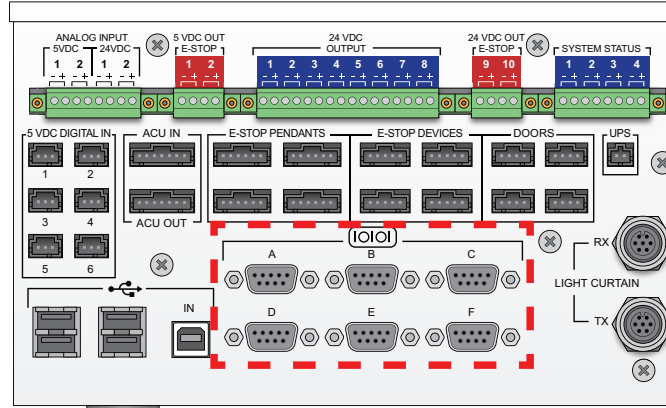 ANALOG INPUT
5VDC 24VDC
1 2 1 2
- + - + - + - +
5 VDC OUT
E-STOP
1 2
- + - +
24 VDC
OUTPUT
1 2 3 4 5 6 7 8
- + - + - + - + - + - + - + - +
24 VDC OUT
E-STOP
9 10
- + - +
SYSTEM STATUS
1 2 3 4
- + - + - + - +
5 VDC DIGITAL IN
1 2
3 4
5 6
ACU IN
ACU OUT
E-STOP PENDANTS
E-STOP DEVICES
DOORS
UPS
IOIOI
A B C
D E F
IN
RX
LIGHT CURTAIN
TX